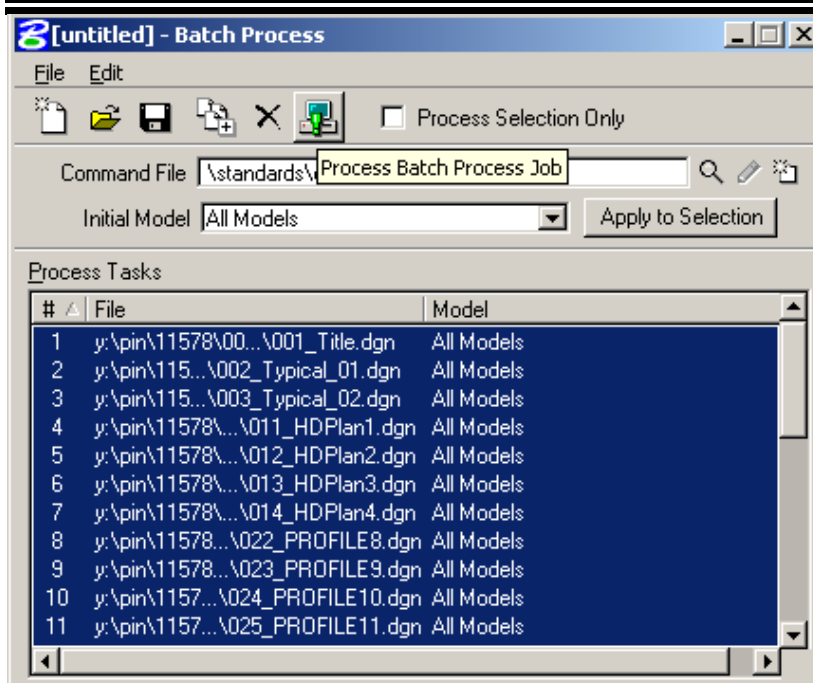 [untitled] - Batch Process
File Edit
Process Selection Only
Command File \standards\
Process Batch Process Job
Initial Model All Models Apply to Selection
Process Tasks
# File Model
1 y:\pin\11578\00...\001_Title.dgn All Models
2 y:\pin\115...\002_Typical_01.dgn All Models
3 y:\pin\115...\003_Typical_02.dgn All Models
4 y:\pin\11578\...\011_HDPlan1.dgn All Models
5 y:\pin\11578\...\012_HDPlan2.dgn All Models
6 y:\pin\11578\...\013_HDPlan3.dgn All Models
7 y:\pin\11578\...\014_HDPlan4.dgn All Models
8 y:\pin\11578...\022_PROFILE8.dgn All Models
9 y:\pin\11578...\023_PROFILE9.dgn All Models
10 y:\pin\1157...\024_PROFILE10.dgn All Models
11 y:\pin\1157...\025_PROFILE11.dgn All Models